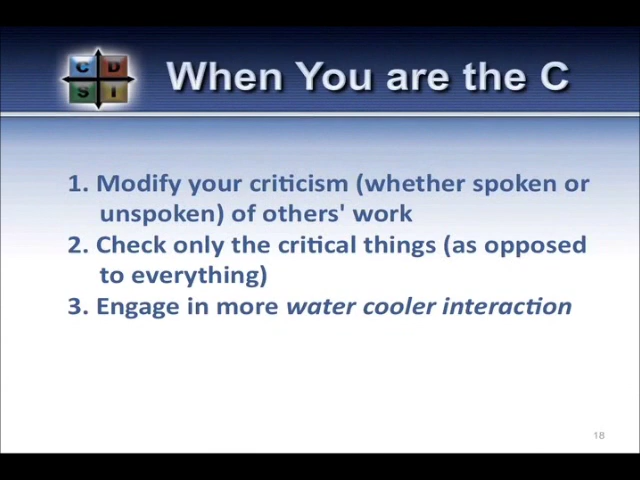 C D
S I
When You are the C
1. Modify your criticism (whether spoken or
unspoken) of others' work
2. Check only the critical things (as opposed
to everything)
3. Engage in more water cooler interaction
18